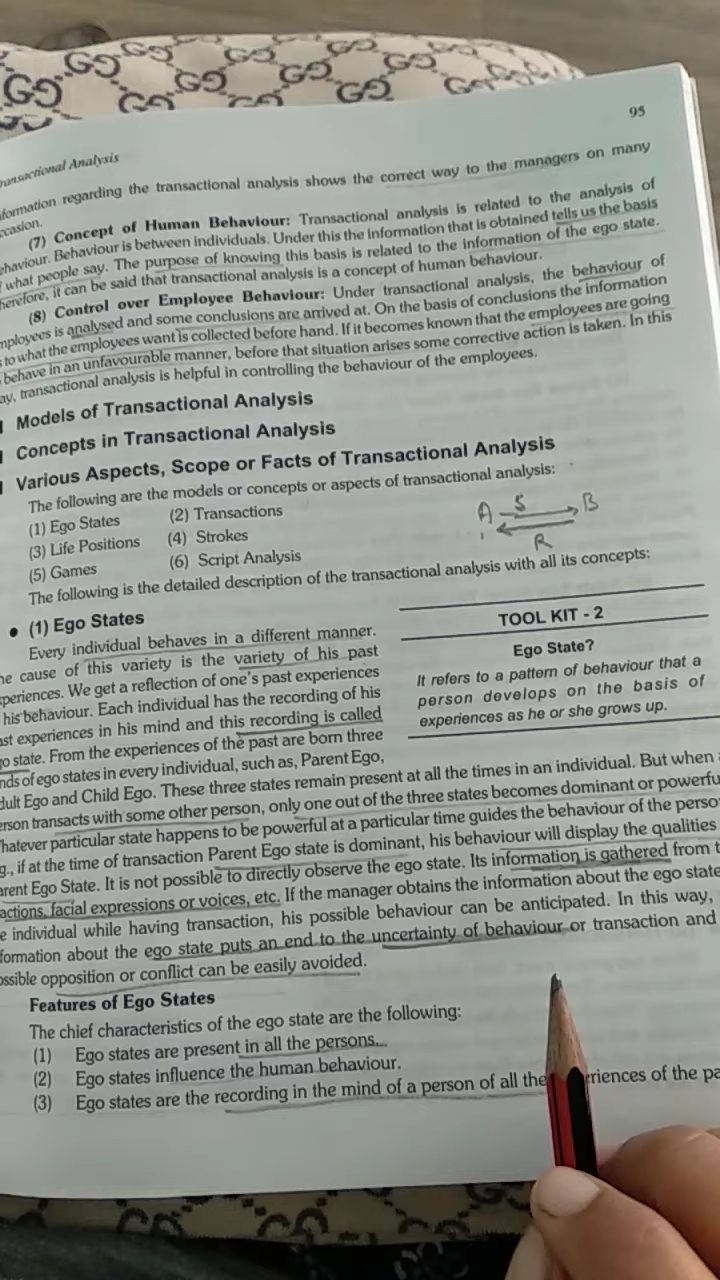 95
Transactional Analysis
formation regarding the transactional analysis shows the correct way to the managers on many
ccasion.
(7) Concept of Human Behaviour: Transactional analysis is related to the analysis of
ehaviour. Behaviour is between individuals. Under this the information that is obtained tells us the basis
f what people say. The purpose of knowing this basis is related to the information of the ego state.
herefore, it can be said that transactional analysis is a concept of human behaviour.
(8) Control over Employee Behaviour: Under transactional analysis, the behaviour of
mployees is analysed and some conclusions are arrived at. On the basis of conclusions the information
to what the employees want is collected before hand. If it becomes known that the employees are going
behave in an unfavourable manner, before that situation arises some corrective action is taken. In this
ay, transactional analysis is helpful in controlling the behaviour of the employees.
Models of Transactional Analysis
Concepts in Transactional Analysis
Various Aspects, Scope or Facts of Transactional Analysis
The following are the models or concepts or aspects of transactional analysis:
(1) Ego States (2) Transactions
(3) Life Positions (4) Strokes
(5) Games (6) Script Analysis
A S B
R
The following is the detailed description of the transactional analysis with all its concepts:
• (1) Ego States
Every individual behaves in a different manner.
he cause of this variety is the variety of his past
xperiences. We get a reflection of one's past experiences
his behaviour. Each individual has the recording of his
ast experiences in his mind and this recording is called
go state. From the experiences of the past are born three
nds of ego states in every individual, such as, Parent Ego,
TOOL KIT - 2
Ego State?
It refers to a pattern of behaviour that a
person develops on the basis of
experiences as he or she grows up.
dult Ego and Child Ego. These three states remain present at all the times in an individual. But when a
erson transacts with some other person, only one out of the three states becomes dominant or powerfu
hatever particular state happens to be powerful at a particular time guides the behaviour of the perso
g., if at the time of transaction Parent Ego state is dominant, his behaviour will display the qualities
arent Ego State. It is not possible to directly observe the ego state. Its information is gathered from t
actions, facial expressions or voices, etc. If the manager obtains the information about the ego state
e individual while having transaction, his possible behaviour can be anticipated. In this way,
formation about the ego state puts an end to the uncertainty of behaviour or transaction and
ossible opposition or conflict can be easily avoided.
Features of Ego States
The chief characteristics of the ego state are the following:
(1) Ego states are present in all the persons.
(2) Ego states influence the human behaviour.
(3) Ego states are the recording in the mind of a person of all the eriences of the pa